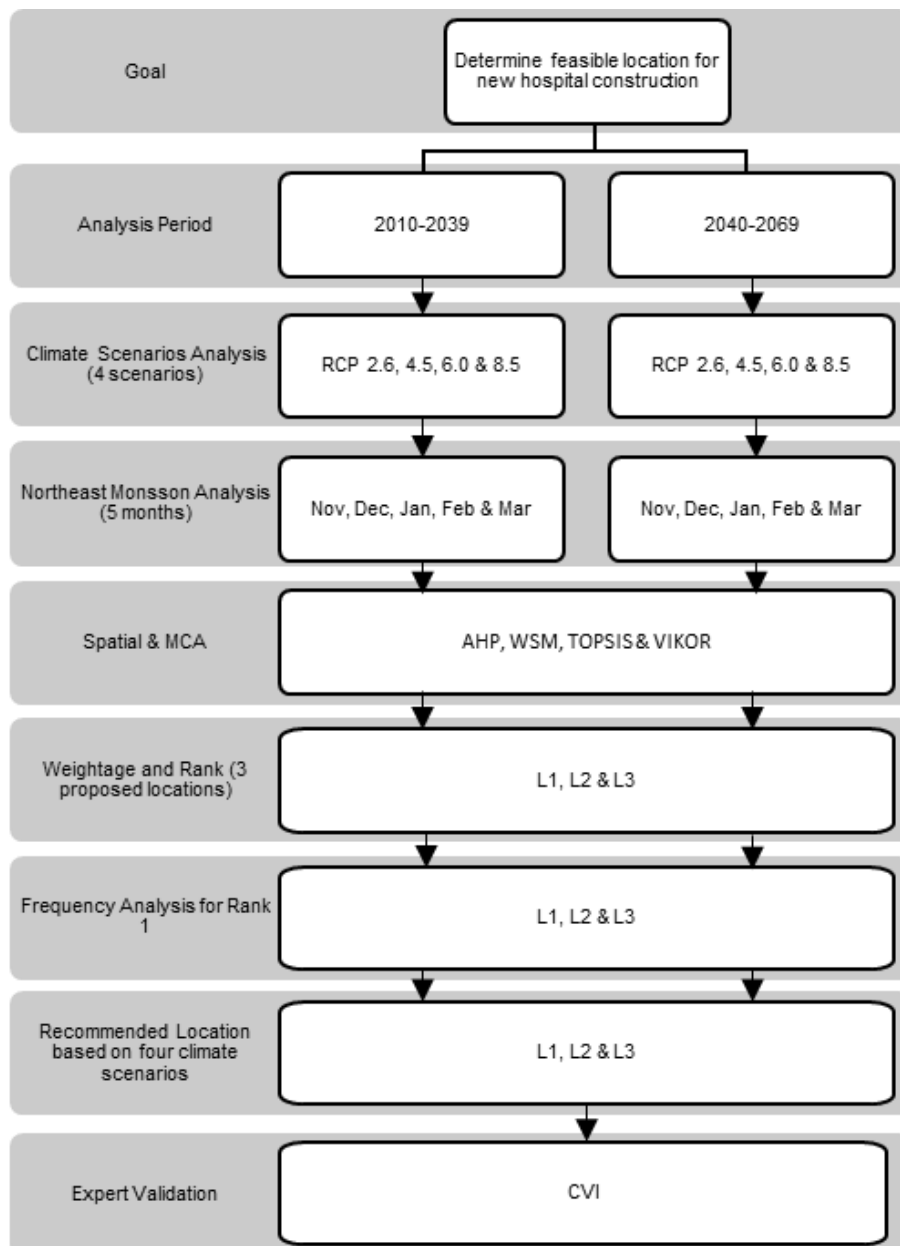 Goal
Determine feasible location for
new hospital construction
Analysis Period
2010-2039
2040-2069
Climate Scenarios Analysis
(4 scenarios)
RCP 2.6, 4.5, 6.0 & 8.5
RCP 2.6, 4.5, 6.0 & 8.5
Northeast Monsson Analysis
(5 months)
Nov, Dec, Jan, Feb & Mar
Nov, Dec, Jan, Feb & Mar
Spatial & MCA
AHP, WSM, TOPSIS & VIKOR
Weightage and Rank (3
proposed locations)
L1, L2 & L3
Frequency Analysis for Rank
1
L1, L2 & L3
Recommended Location
based on four climate
scenarios
L1, L2 & L3
Expert Validation
CVI